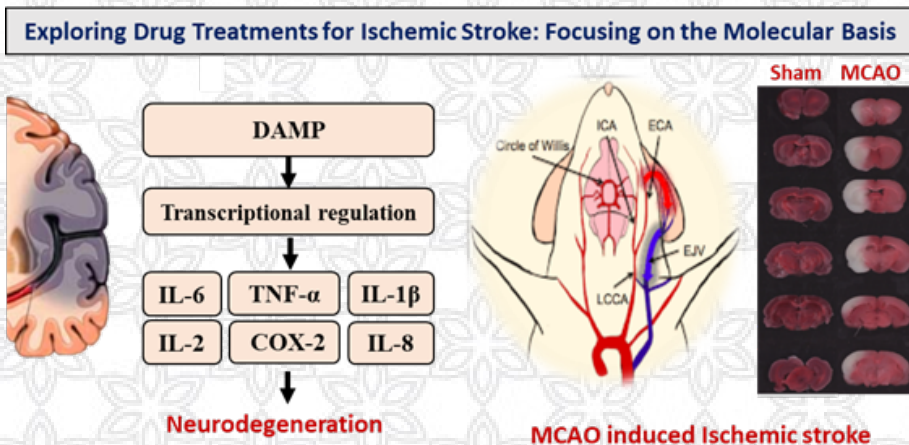 Exploring Drug Treatments for Ischemic Stroke: Focusing on the Molecular Basis
DAMP
Transcriptional regulation
IL-6 TNF-α IL-1β
IL-2 COX-2 IL-8
Neurodegeneration
ICA ECA
Circle of Willis
EJV
LCCA
MCAO induced Ischemic stroke
Sham MCAO